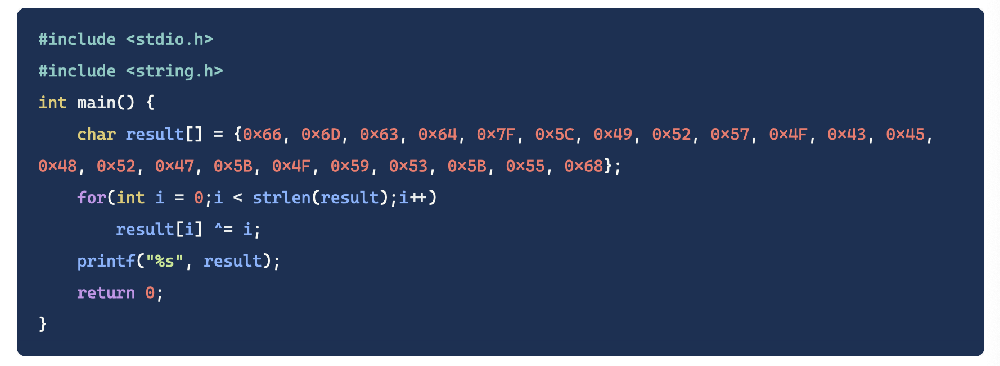 #include <stdio.h>
#include <string.h>
int main() {
    char result[] = {0x66, 0x6D, 0x63, 0x64, 0x7F, 0x5C, 0x49, 0x52, 0x57, 0x4F, 0x43, 0x45,
0x48, 0x52, 0x47, 0x5B, 0x4F, 0x59, 0x53, 0x5B, 0x55, 0x68};
    for(int i = 0;i < strlen(result);i++)
        result[i] ^= i;
    printf("%s", result);
    return 0;
}